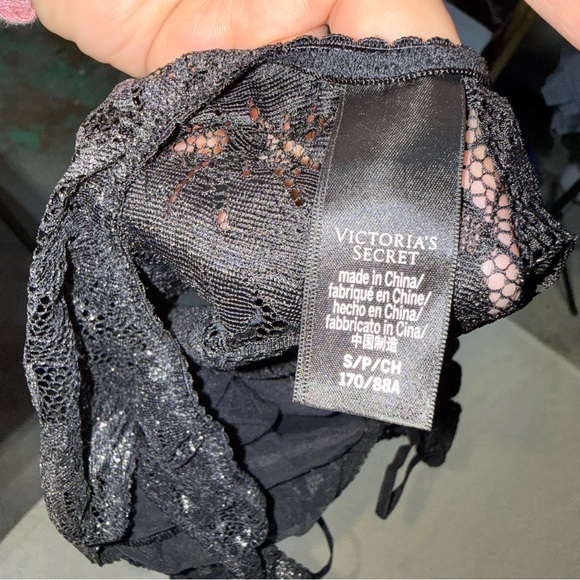 VICTORIA'S
SECRET
made in China/
fabriqué en Chine/
hecho en China/
fabbricato in Cina/
中国制造
S/P/CH
170/88A